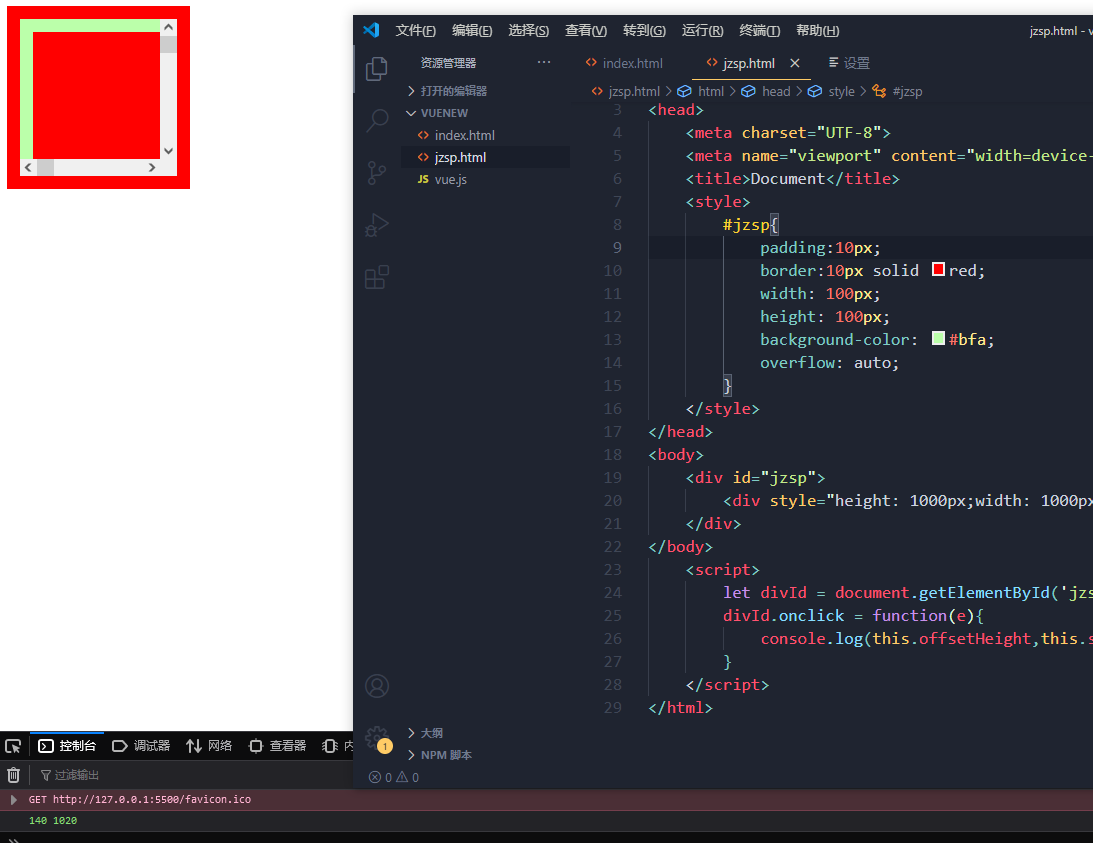 文件(F) 编辑(E) 选择(S) 查看(V) 转到(G) 运行(R) 终端(T) 帮助(H)
jzsp.html - v
资源管理器 ···
打开的编辑器
VUENEW
index.html
jzsp.html
JS vue.js
大纲
NPM 脚本
1
0 0
index.html jzsp.html 设置
jzsp.html > html > head > style > #jzsp
3 <head>
4 <meta charset="UTF-8">
5 <meta name="viewport" content="width=device-
6 <title>Document</title>
7 <style>
8 #jzsp{
9 padding:10px;
10 border:10px solid red;
11 width: 100px;
12 height: 100px;
13 background-color: #bfa;
14 overflow: auto;
15 }
16 </style>
17 </head>
18 <body>
19 <div id="jzsp">
20 <div style="height: 1000px;width: 1000px
21 </div>
22 </body>
23 <script>
24 let divId = document.getElementById('jzs
25 divId.onclick = function(e){
26 console.log(this.offsetHeight,this.s
27 }
28 </script>
29 </html>
控制台 调试器 网络 查看器 内
过滤输出
GET http://127.0.0.1:5500/favicon.ico
140 1020